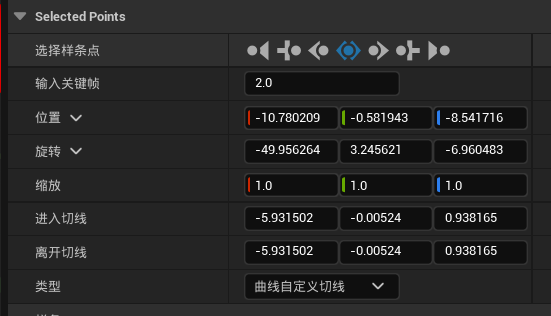 Selected Points
选择样条点
输入关键帧 2.0
位置 -10.780209 -0.581943 -8.541716
旋转 -49.956264 3.245621 -6.960483
缩放 1.0 1.0 1.0
进入切线 -5.931502 -0.00524 0.938165
离开切线 -5.931502 -0.00524 0.938165
类型 曲线自定义切线